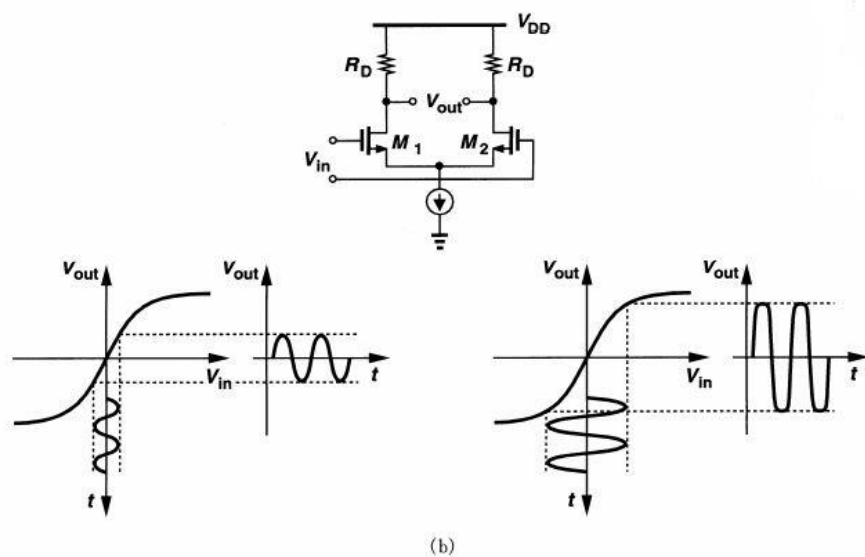 V_DD
R_D R_D
V_out
M_1 M_2
V_in
V_out V_out V_out V_out
V_in t V_in t
t t
(b)